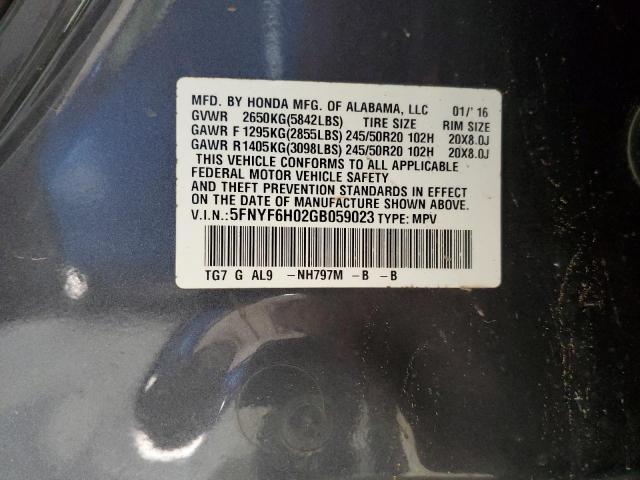 MFD. BY HONDA MFG. OF ALABAMA, LLC 01/'16
GVWR 2650KG(5842LBS) TIRE SIZE RIM SIZE
GAWR F 1295KG(2855LBS) 245/50R20 102H 20X8.0J
GAWR R 1405KG(3098LBS) 245/50R20 102H 20X8.0J
THIS VEHICLE CONFORMS TO ALL APPLICABLE
FEDERAL MOTOR VEHICLE SAFETY
AND THEFT PREVENTION STANDARDS IN EFFECT
ON THE DATE OF MANUFACTURE SHOWN ABOVE.
V.I.N.:5FNYF6H02GB059023 TYPE: MPV
TG7 G AL9 -NH797M -B -B